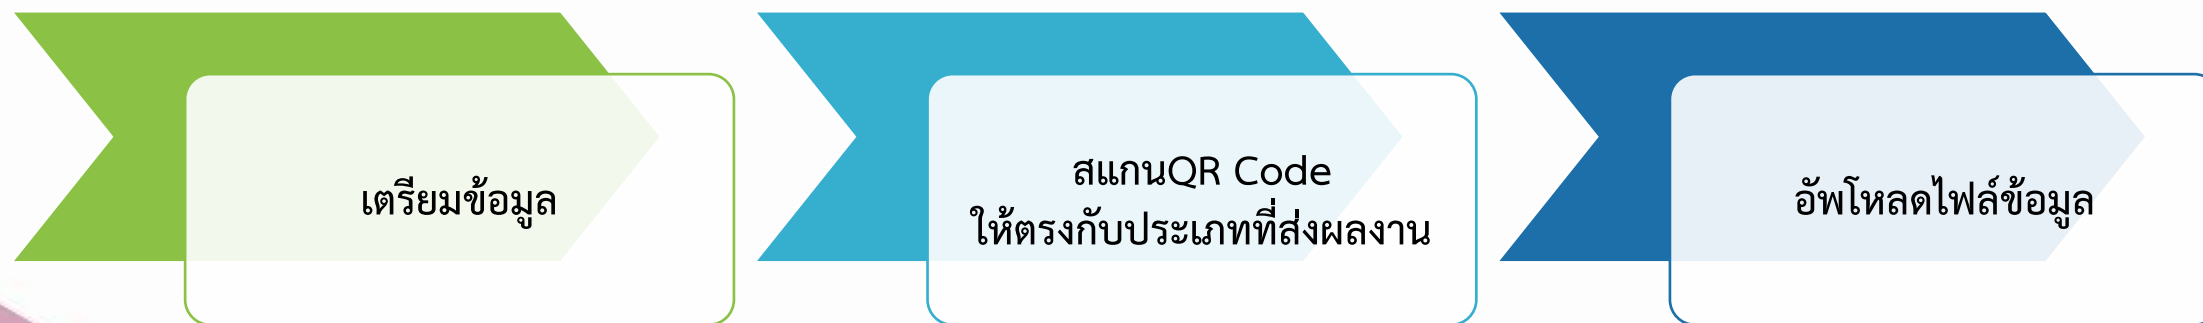 เตรียมข้อมูล
สแกนQR Code
ให้ตรงกับประเภทที่ส่งผลงาน
อัพโหลดไฟล์ข้อมูล